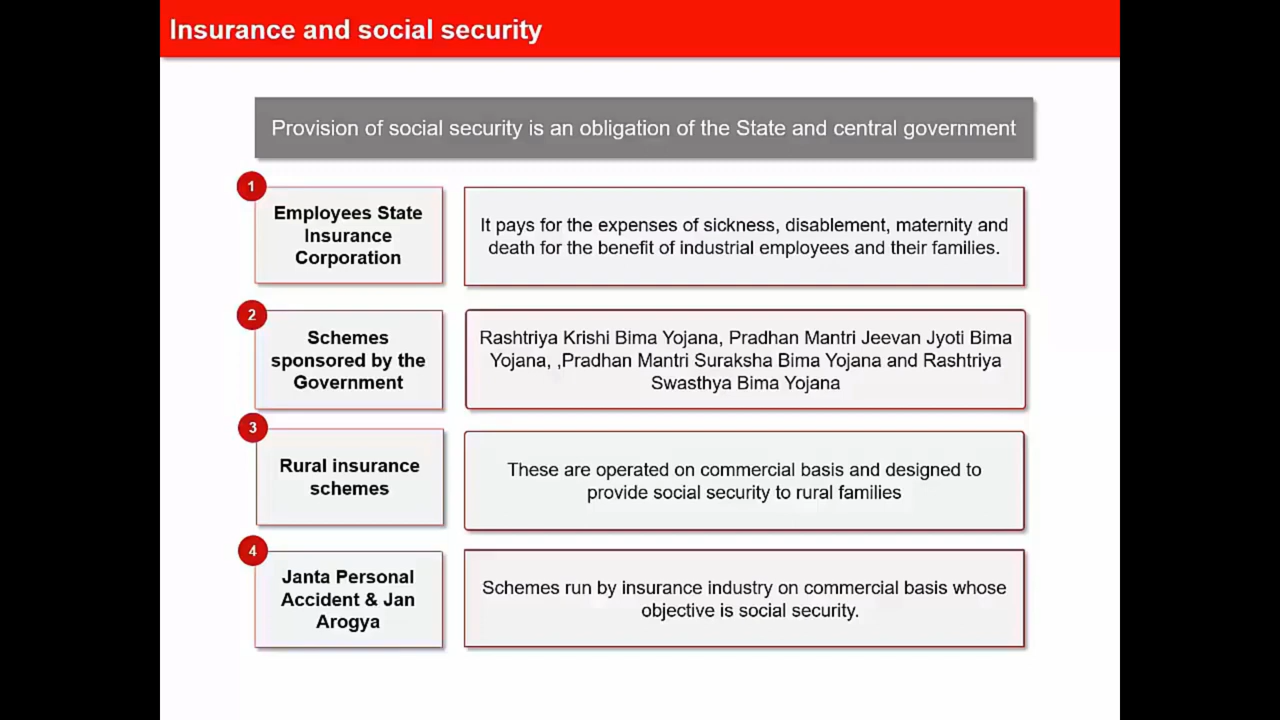 Insurance and social security
Provision of social security is an obligation of the State and central government
1
Employees State
Insurance
Corporation
It pays for the expenses of sickness, disablement, maternity and
death for the benefit of industrial employees and their families.
2
Schemes
sponsored by the
Government
Rashtriya Krishi Bima Yojana, Pradhan Mantri Jeevan Jyoti Bima
Yojana, ,Pradhan Mantri Suraksha Bima Yojana and Rashtriya
Swasthya Bima Yojana
3
Rural insurance
schemes
These are operated on commercial basis and designed to
provide social security to rural families
4
Janta Personal
Accident & Jan
Arogya
Schemes run by insurance industry on commercial basis whose
objective is social security.